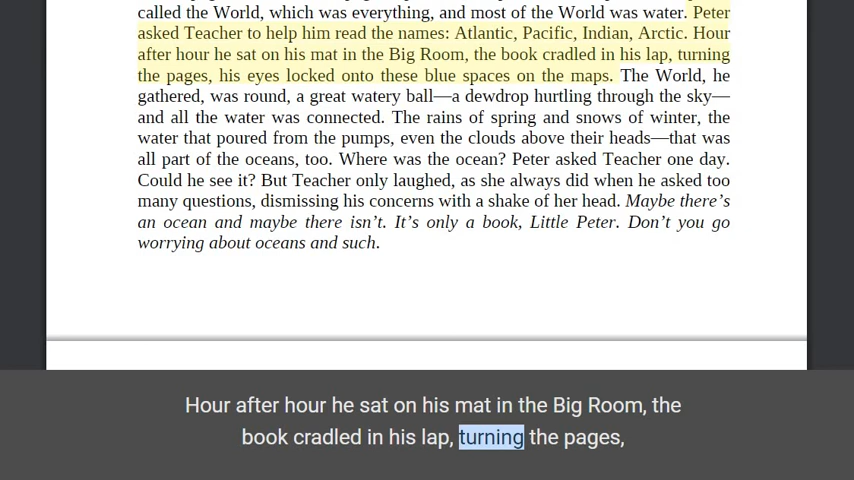 called the World, which was everything, and most of the World was water. Peter
asked Teacher to help him read the names: Atlantic, Pacific, Indian, Arctic. Hour
after hour he sat on his mat in the Big Room, the book cradled in his lap, turning
the pages, his eyes locked onto these blue spaces on the maps. The World, he
gathered, was round, a great watery ball—a dewdrop hurtling through the sky—
and all the water was connected. The rains of spring and snows of winter, the
water that poured from the pumps, even the clouds above their heads—that was
all part of the oceans, too. Where was the ocean? Peter asked Teacher one day.
Could he see it? But Teacher only laughed, as she always did when he asked too
many questions, dismissing his concerns with a shake of her head. Maybe there’s
an ocean and maybe there isn’t. It’s only a book, Little Peter. Don’t you go
worrying about oceans and such.
Hour after hour he sat on his mat in the Big Room, the
book cradled in his lap, turning the pages,